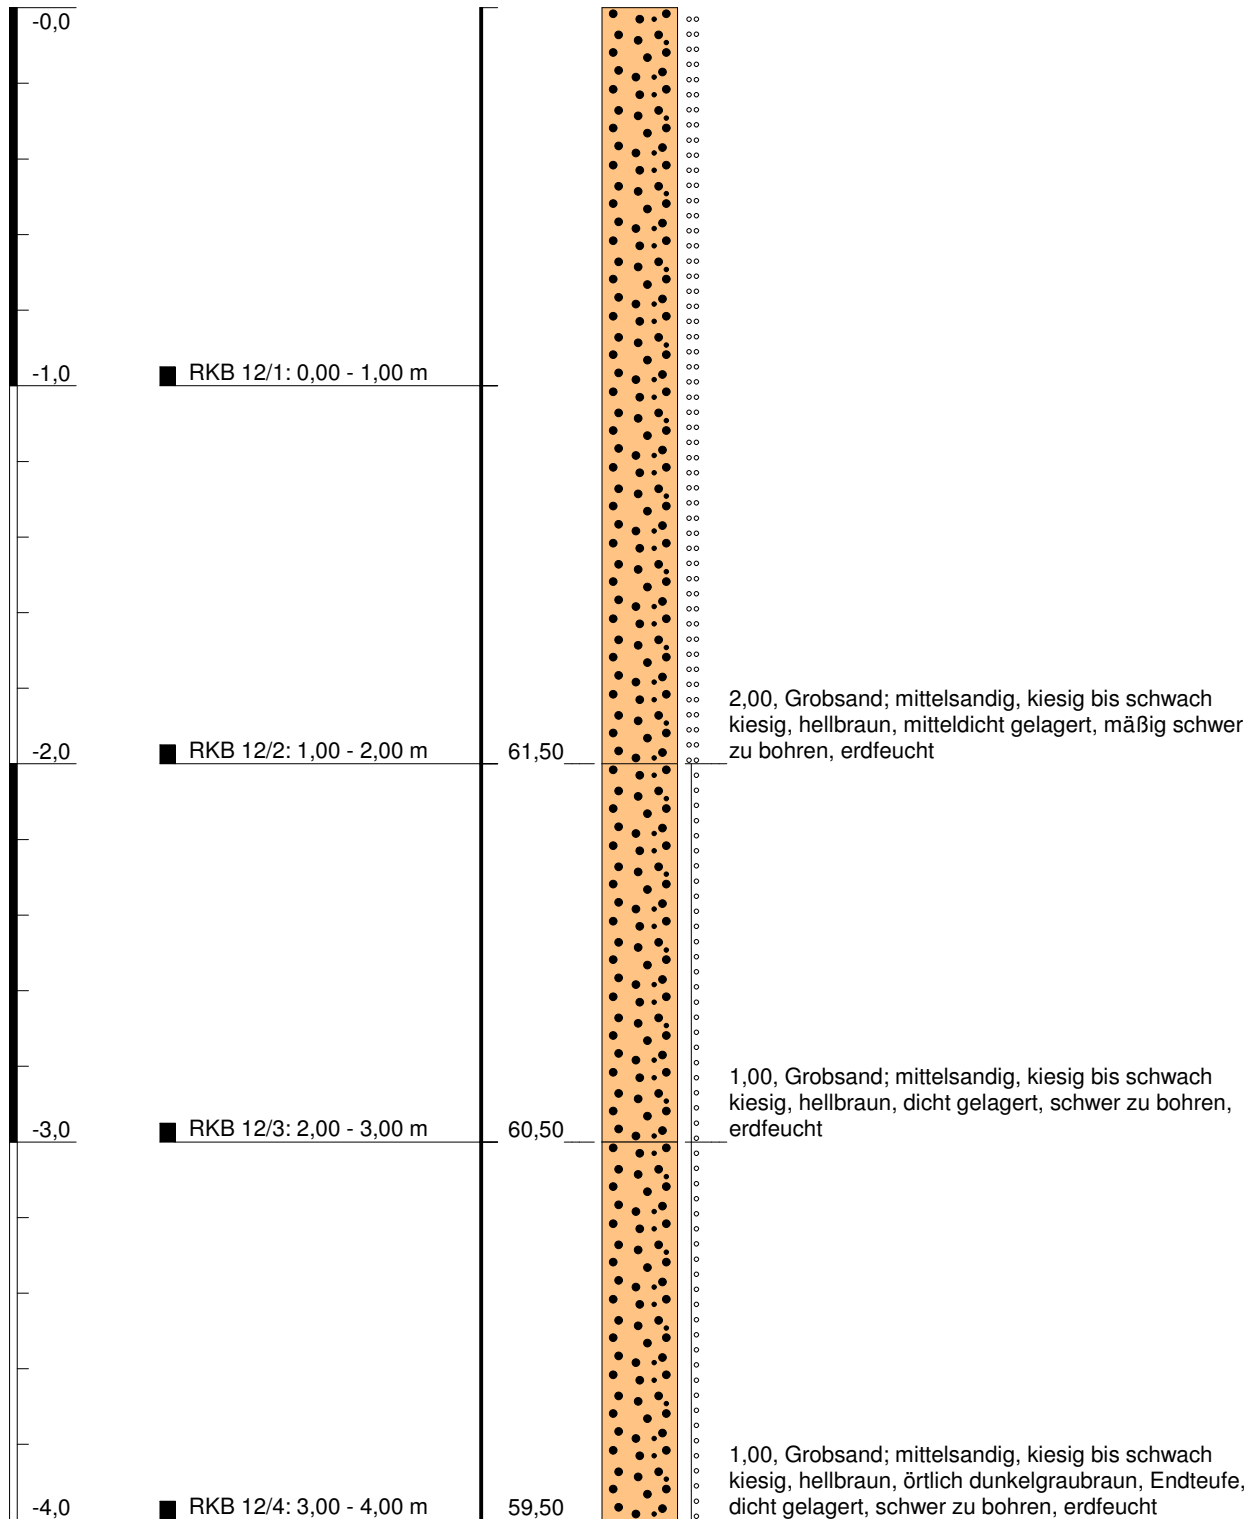 -0,0
-1,0
RKB 12/1: 0,00 - 1,00 m
2,00, Grobsand; mittelsandig, kiesig bis schwach
kiesig, hellbraun, mitteldicht gelagert, mäßig schwer
zu bohren, erdfeucht
-2,0
RKB 12/2: 1,00 - 2,00 m
61,50
1,00, Grobsand; mittelsandig, kiesig bis schwach
kiesig, hellbraun, dicht gelagert, schwer zu bohren,
erdfeucht
-3,0
RKB 12/3: 2,00 - 3,00 m
60,50
1,00, Grobsand; mittelsandig, kiesig bis schwach
kiesig, hellbraun, örtlich dunkelgraubraun, Endteufe,
dicht gelagert, schwer zu bohren, erdfeucht
-4,0
RKB 12/4: 3,00 - 4,00 m
59,50